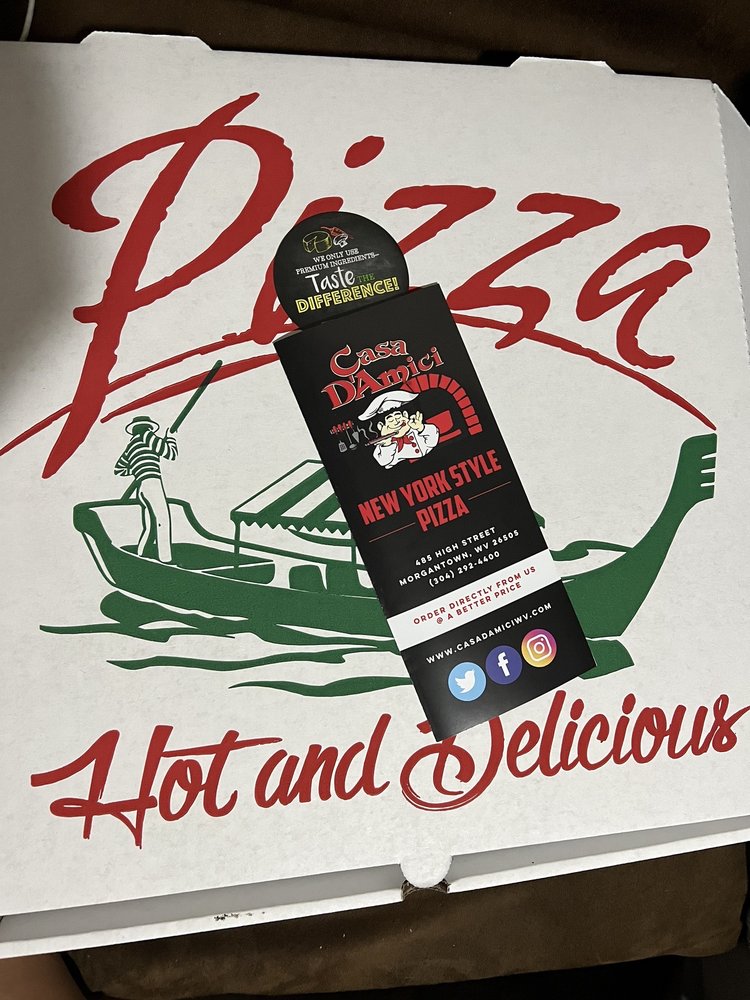 Pizza
WE ONLY USE
PREMIUM INGREDIENTS—
Taste THE
DIFFERENCE!
Casa
D'Amici
NEW YORK STYLE
PIZZA
485 HIGH STREET
MORGANTOWN, WV 26505
(304) 292-4400
ORDER DIRECTLY FROM US
@ A BETTER PRICE
WWW.CASADAMICIWV.COM
Hot and Delicious